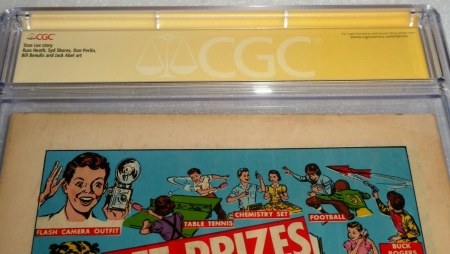 CGC
Stan Lee story
Russ Heath, Syd Shores, Don Perlin,
Bill Benulis and Jack Abel art
CGC
FLASH CAMERA OUTFIT
TABLE TENNIS
CHEMISTRY SET
FOOTBALL
BUCK
ROGERS
PRIZES